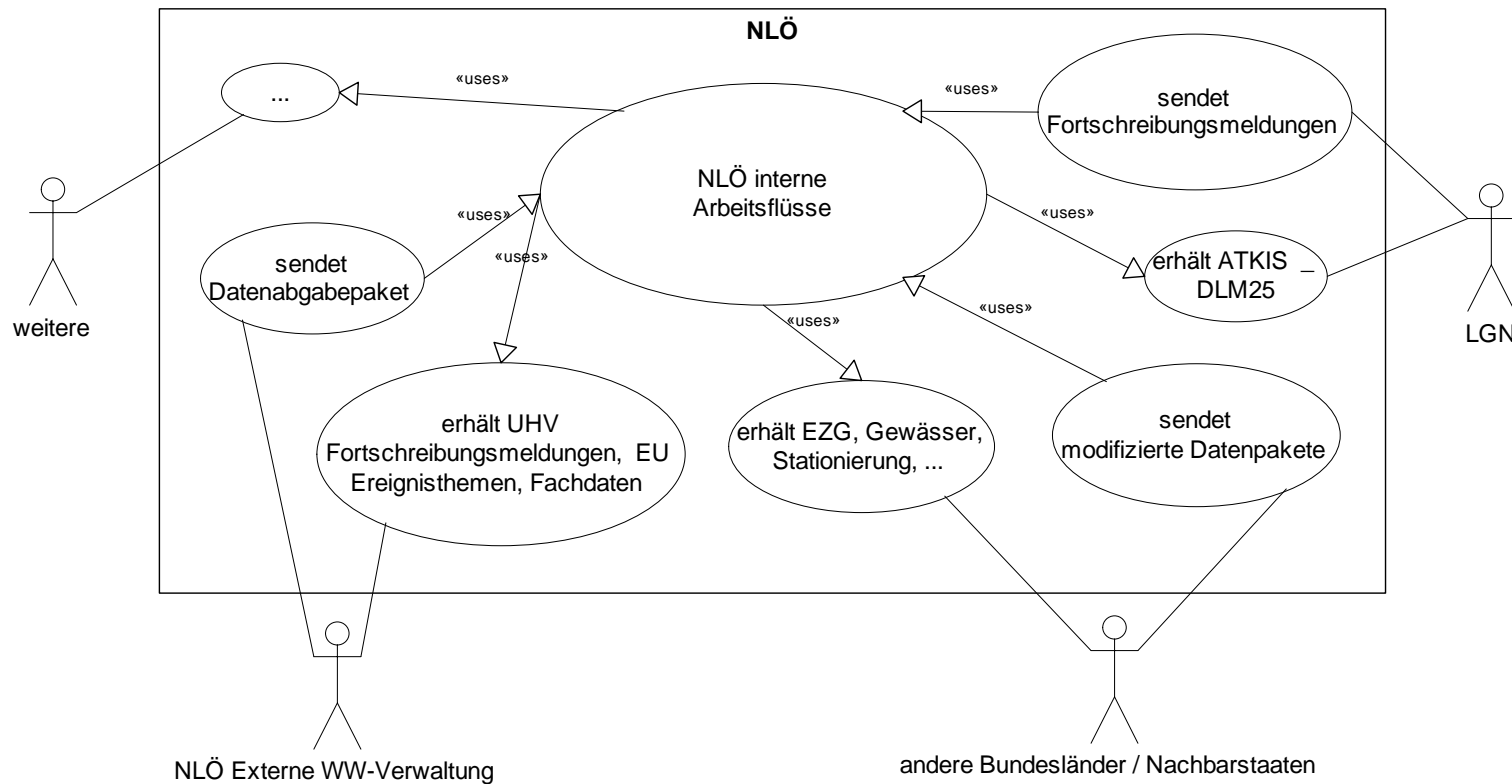 NLÖ
...
«uses»
«uses»
sendet
Fortschreibungsmeldungen
NLÖ interne
Arbeitsflüsse
«uses»
«uses»
sendet
Datenabgabepaket
«uses»
erhält ATKIS _
DLM25
weitere
LGN
«uses»
«uses»
erhält UHV
Fortschreibungsmeldungen, EU
Ereignisthemen, Fachdaten
erhält EZG, Gewässer,
Stationierung, ...
sendet
modifizierte Datenpakete
NLÖ Externe WW-Verwaltung
andere Bundesländer / Nachbarstaaten